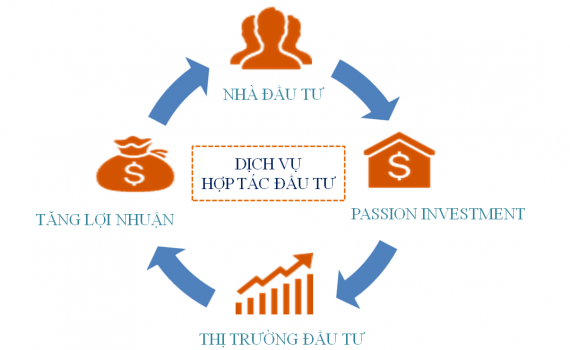 NHÀ ĐẦU TƯ
DỊCH VỤ
HỢP TÁC ĐẦU TƯ
PASSION INVESTMENT
TĂNG LỢI NHUẬN
THỊ TRƯỜNG ĐẦU TƯ
$
$